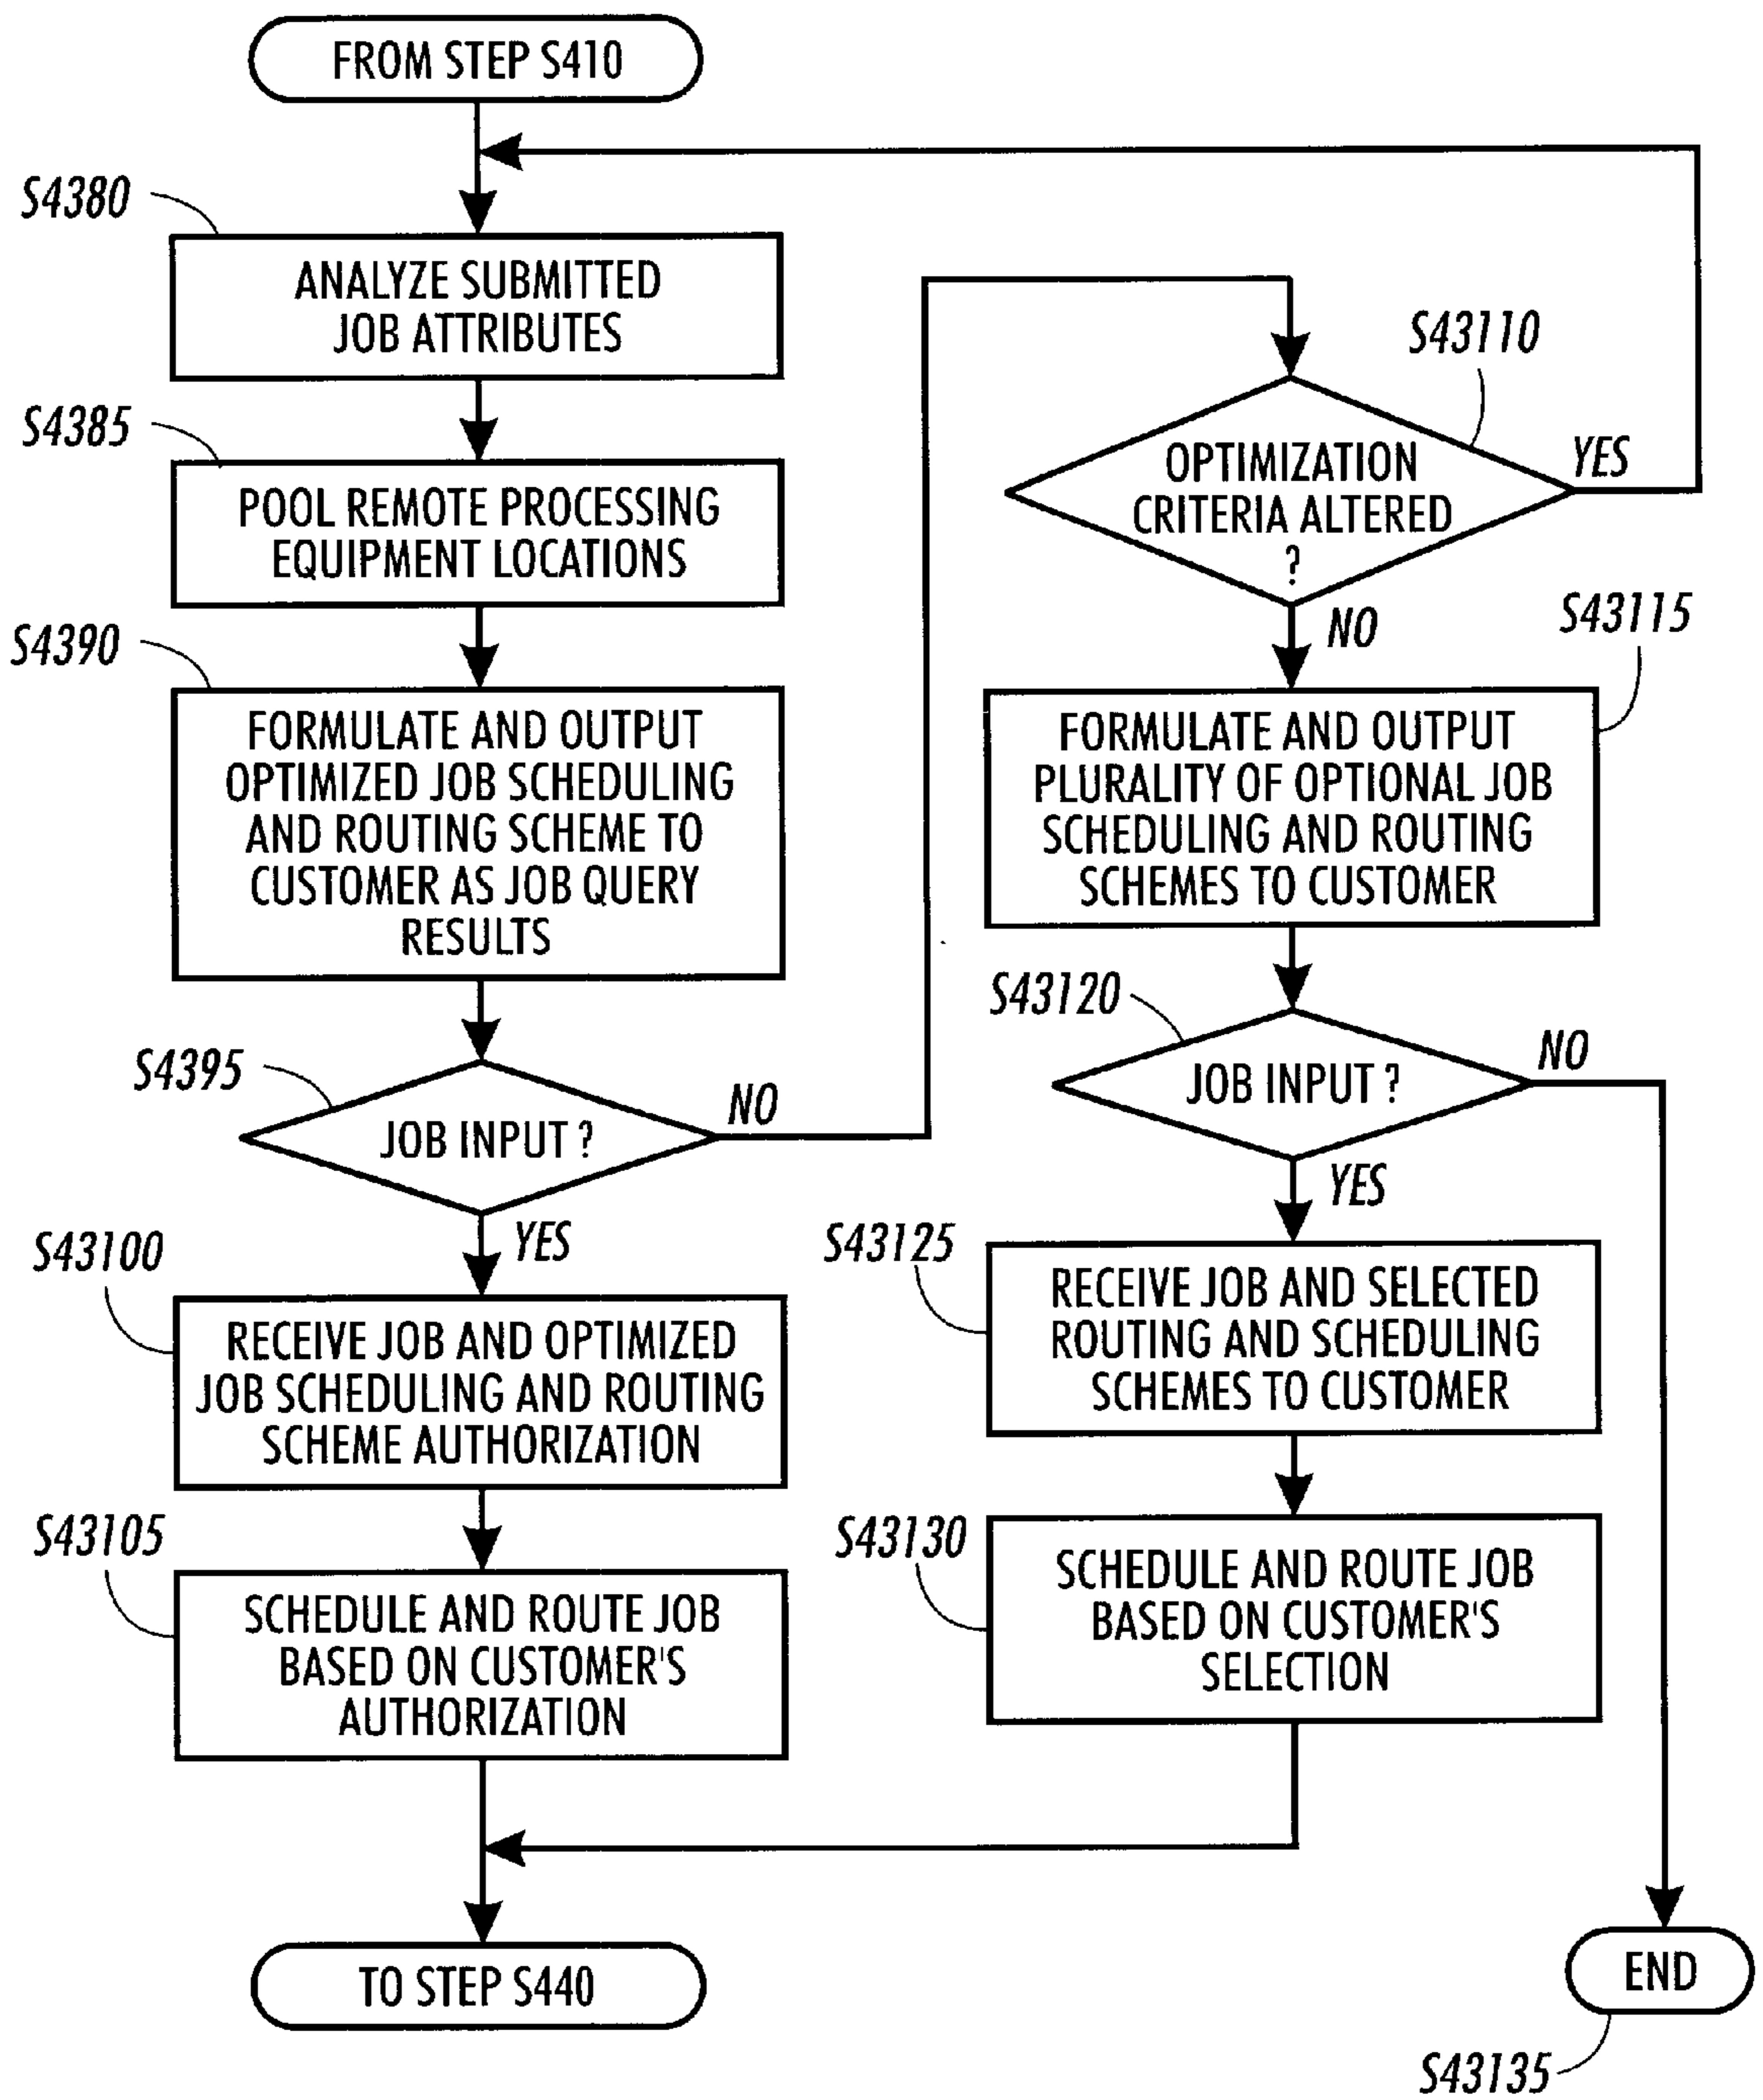 FROM STEP S410
S4380
ANALYZE SUBMITTED
JOB ATTRIBUTES
S4385
POOL REMOTE PROCESSING
EQUIPMENT LOCATIONS
S4390
FORMULATE AND OUTPUT
OPTIMIZED JOB SCHEDULING
AND ROUTING SCHEME TO
CUSTOMER AS JOB QUERY
RESULTS
S4395
JOB INPUT ?
NO
YES
S43100
RECEIVE JOB AND OPTIMIZED
JOB SCHEDULING AND ROUTING
SCHEME AUTHORIZATION
S43105
SCHEDULE AND ROUTE JOB
BASED ON CUSTOMER'S
AUTHORIZATION
TO STEP S440
S43110
OPTIMIZATION
CRITERIA ALTERED
?
YES
NO
S43115
FORMULATE AND OUTPUT
PLURALITY OF OPTIONAL JOB
SCHEDULING AND ROUTING
SCHEMES TO CUSTOMER
S43120
JOB INPUT ?
NO
YES
S43125
RECEIVE JOB AND SELECTED
ROUTING AND SCHEDULING
SCHEMES TO CUSTOMER
S43130
SCHEDULE AND ROUTE JOB
BASED ON CUSTOMER'S
SELECTION
END
S43135